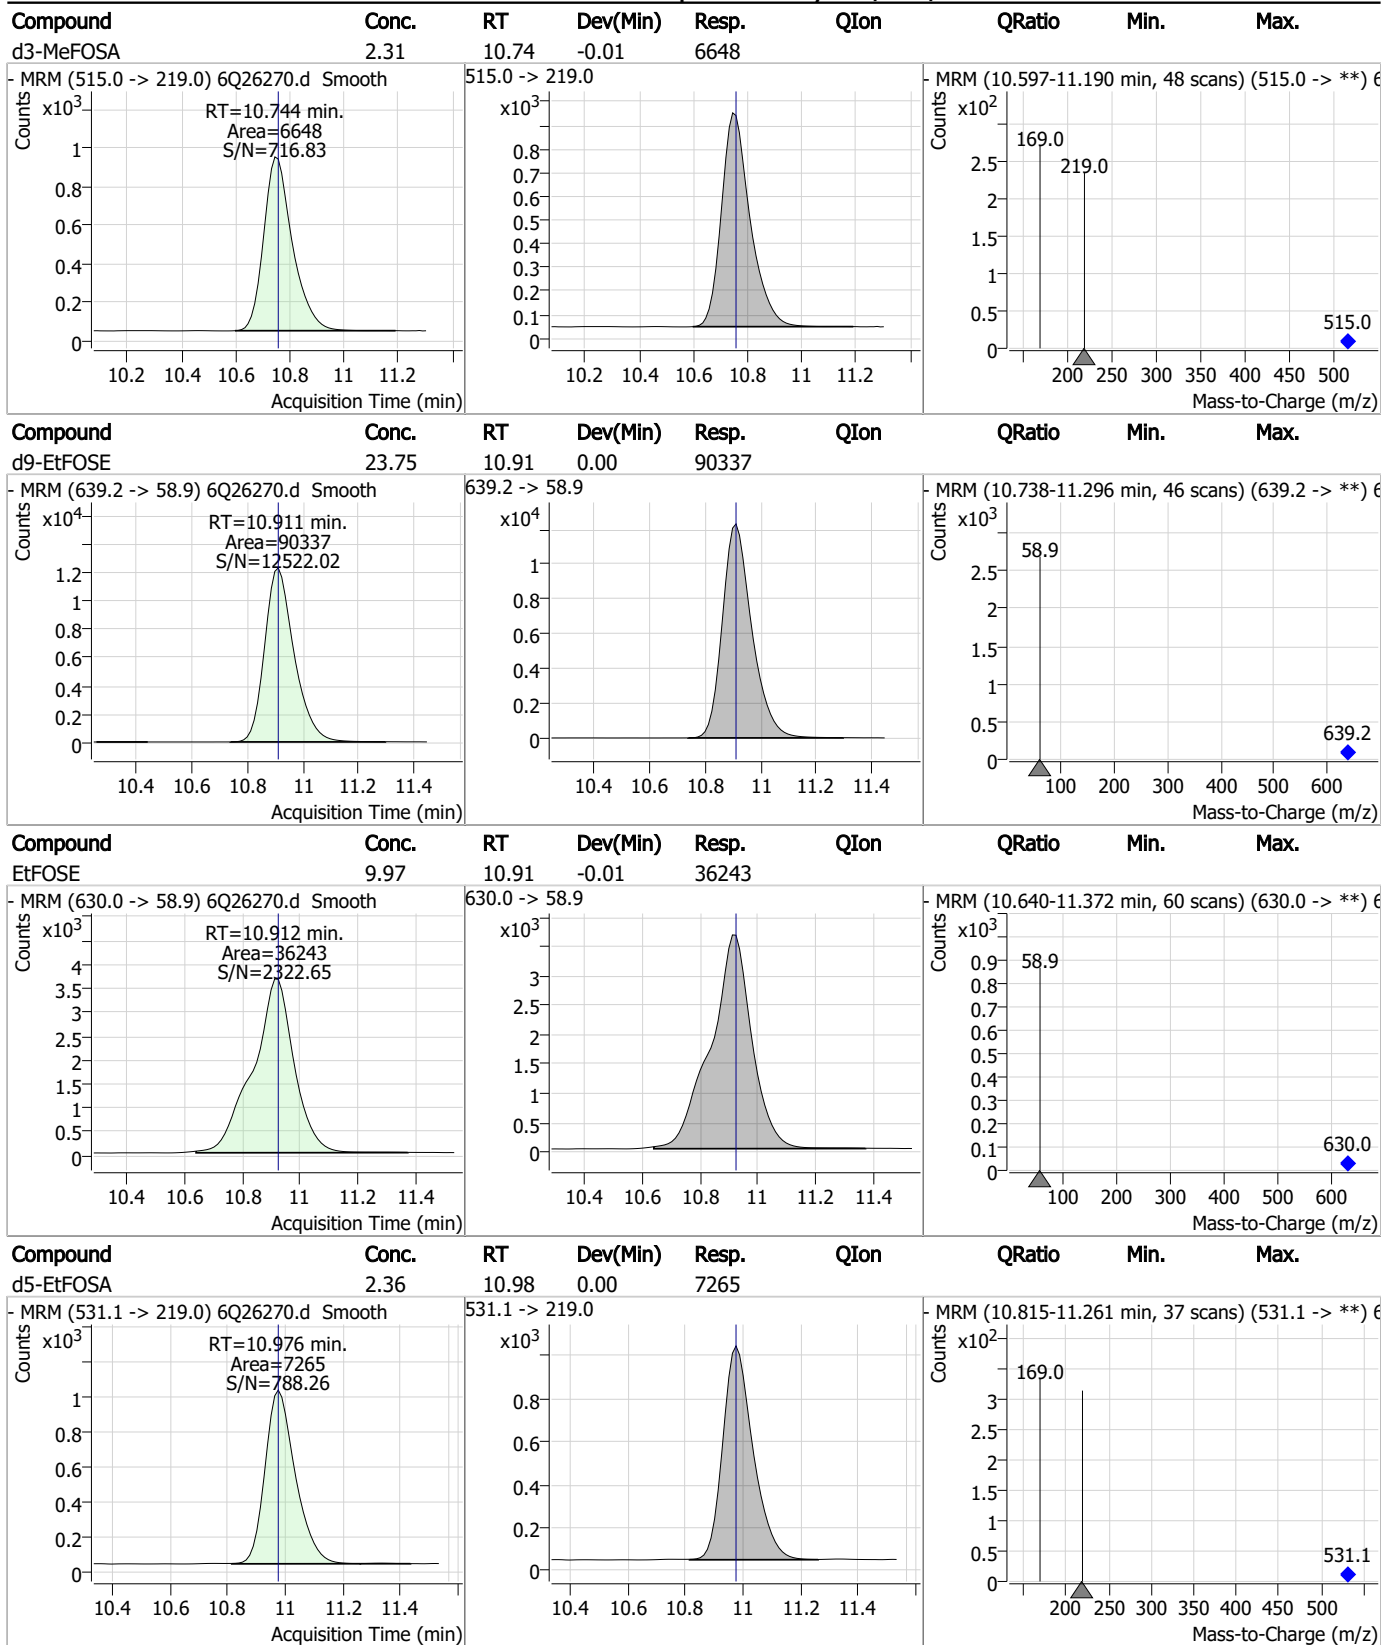 Compound Conc. RT Dev(Min) Resp. QIon QRatio Min. Max.
d3-MeFOSA 2.31 10.74 -0.01 6648
- MRM (515.0 -> 219.0) 6Q26270.d Smooth 515.0 -> 219.0 - MRM (10.597-11.190 min, 48 scans) (515.0 -> **) 6
Counts x10³ RT=10.744 min. Area=6648 S/N=716.83
1
0.8
0.6
0.4
0.2
0
10.2 10.4 10.6 10.8 11 11.2
Acquisition Time (min)
x10³
0.8
0.7
0.6
0.5
0.4
0.3
0.2
0.1
0
10.2 10.4 10.6 10.8 11 11.2
Counts x10²
169.0
219.0
2.5
2
1.5
1
0.5
0
515.0
200 250 300 350 400 450 500
Mass-to-Charge (m/z)
Compound Conc. RT Dev(Min) Resp. QIon QRatio Min. Max.
d9-EtFOSE 23.75 10.91 0.00 90337
- MRM (639.2 -> 58.9) 6Q26270.d Smooth 639.2 -> 58.9 - MRM (10.738-11.296 min, 46 scans) (639.2 -> **) 6
Counts x10⁴ RT=10.911 min. Area=90337 S/N=12522.02
1.2
1
0.8
0.6
0.4
0.2
0
10.4 10.6 10.8 11 11.2 11.4
Acquisition Time (min)
x10⁴
1
0.8
0.6
0.4
0.2
0
10.4 10.6 10.8 11 11.2 11.4
Counts x10³
58.9
2.5
2
1.5
1
0.5
0
639.2
100 200 300 400 500 600
Mass-to-Charge (m/z)
Compound Conc. RT Dev(Min) Resp. QIon QRatio Min. Max.
EtFOSE 9.97 10.91 -0.01 36243
- MRM (630.0 -> 58.9) 6Q26270.d Smooth 630.0 -> 58.9 - MRM (10.640-11.372 min, 60 scans) (630.0 -> **) 6
Counts x10³ RT=10.912 min. Area=36243 S/N=2322.65
4
3.5
3
2.5
2
1.5
1
0.5
0
10.4 10.6 10.8 11 11.2 11.4
Acquisition Time (min)
x10³
3
2.5
2
1.5
1
0.5
0
10.4 10.6 10.8 11 11.2 11.4
Counts x10³
58.9
0.9
0.8
0.7
0.6
0.5
0.4
0.3
0.2
0.1
0
630.0
100 200 300 400 500 600
Mass-to-Charge (m/z)
Compound Conc. RT Dev(Min) Resp. QIon QRatio Min. Max.
d5-EtFOSA 2.36 10.98 0.00 7265
- MRM (531.1 -> 219.0) 6Q26270.d Smooth 531.1 -> 219.0 - MRM (10.815-11.261 min, 37 scans) (531.1 -> **) 6
Counts x10³ RT=10.976 min. Area=7265 S/N=788.26
1
0.8
0.6
0.4
0.2
0
10.4 10.6 10.8 11 11.2 11.4
Acquisition Time (min)
x10³
0.8
0.6
0.4
0.2
0
10.4 10.6 10.8 11 11.2 11.4
Counts x10²
169.0
3
2.5
2
1.5
1
0.5
0
531.1
200 250 300 350 400 450 500
Mass-to-Charge (m/z)